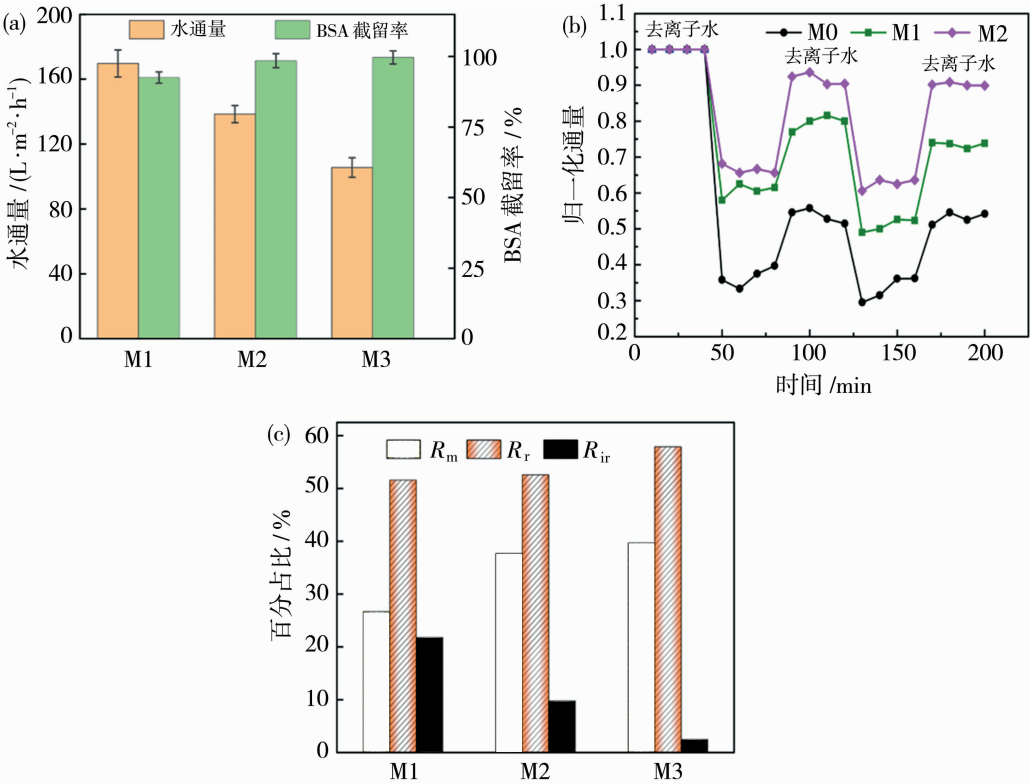 (a)
水通量
BSA 截留率
水通量 / (L·m⁻²·h⁻¹)
200
160
120
80
40
0
BSA 截留率 / %
100
75
50
25
0
M1
M2
M3
(b)
去离子水
M0
M1
M2
去离子水
去离子水
归一化通量
1.1
1.0
0.9
0.8
0.7
0.6
0.5
0.4
0.3
0.2
0
50
100
150
200
时间 /min
(c)
Rm
Rr
Rir
百分占比 / %
60
50
40
30
20
10
0
M1
M2
M3